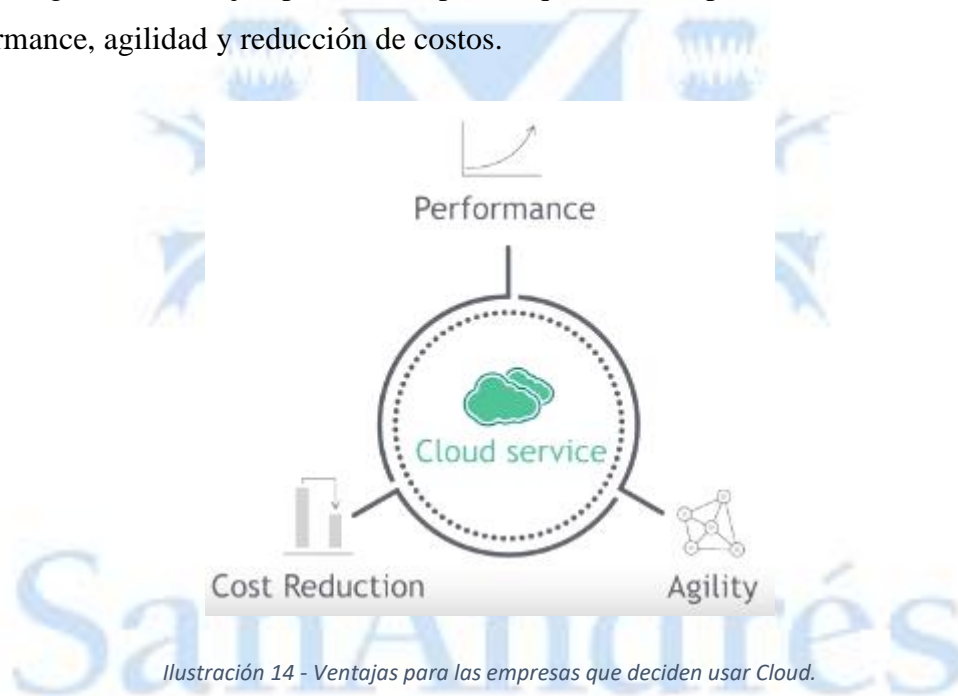 rmance, agilidad y reducción de costos.
Performance
Cloud service
Cost Reduction
Agility
SanAndrés
Ilustración 14 - Ventajas para las empresas que deciden usar Cloud.